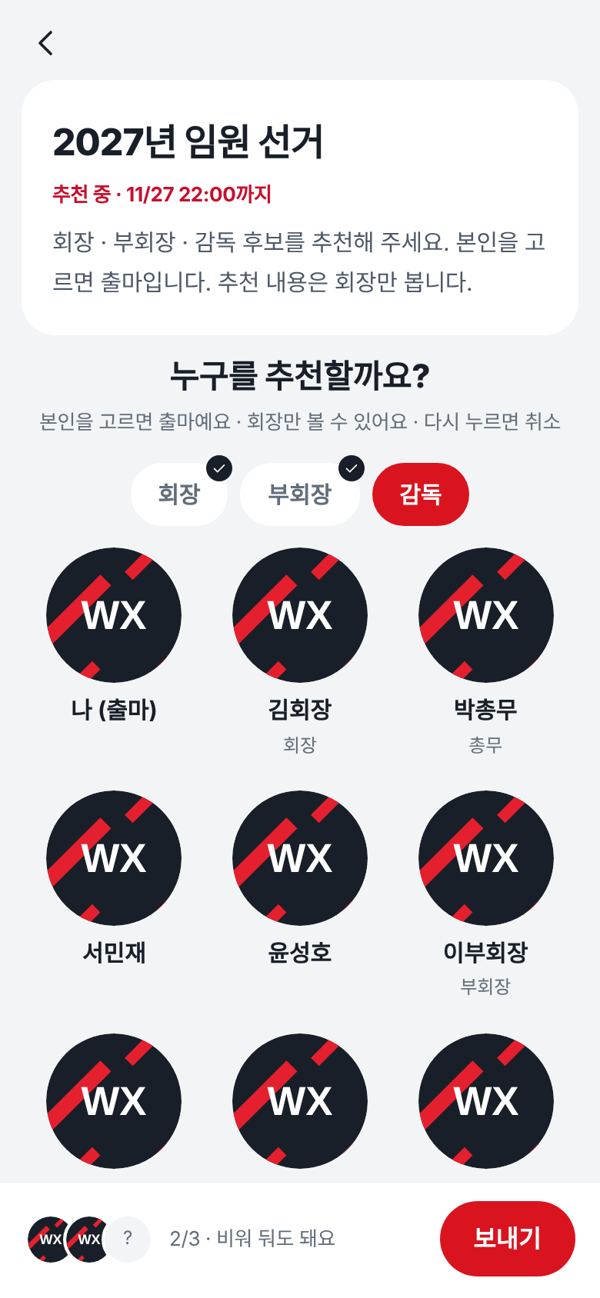 2027년 임원 선거
추천 중 · 11/27 22:00까지
회장 · 부회장 · 감독 후보를 추천해 주세요. 본인을 고
르면 출마입니다. 추천 내용은 회장만 봅니다.
누구를 추천할까요?
본인을 고르면 출마예요 · 회장만 볼 수 있어요 · 다시 누르면 취소
회장 부회장 감독
WX WX WX
나 (출마) 김회장 박총무
회장 총무
WX WX WX
서민재 윤성호 이부회장
부회장
WX WX WX
WX WX ? 2/3 · 비워 둬도 돼요 보내기